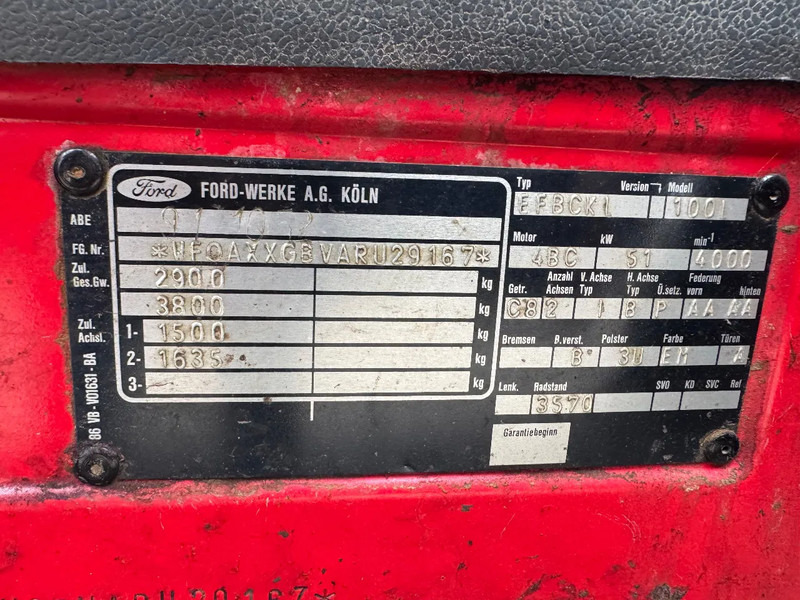 Ford FORD-WERKE A.G. KÖLN
ABE
FG. Nr. *WF0AXXGBVARU29167*
Zul. Ges.Gw. 2900 kg
3800 kg
Zul. Achsl. 1- 1500 kg
2- 1635 kg
3- kg
86 VB-V01631-BA
Typ Version Modell
EFBCK1 100L
Motor kW min-1
4BC 51 4000
Getr. Anzahl Achsen V. Achse Typ H. Achse Typ Ü.setz. Federung vorn hinten
C82 1 B P AA AA
Bremsen B.verst. Polster Farbe Türen
B 3U EM A
Lenk. Radstand SVO KD SVC Rel
3570
Garantiebeginn
ARU29167*